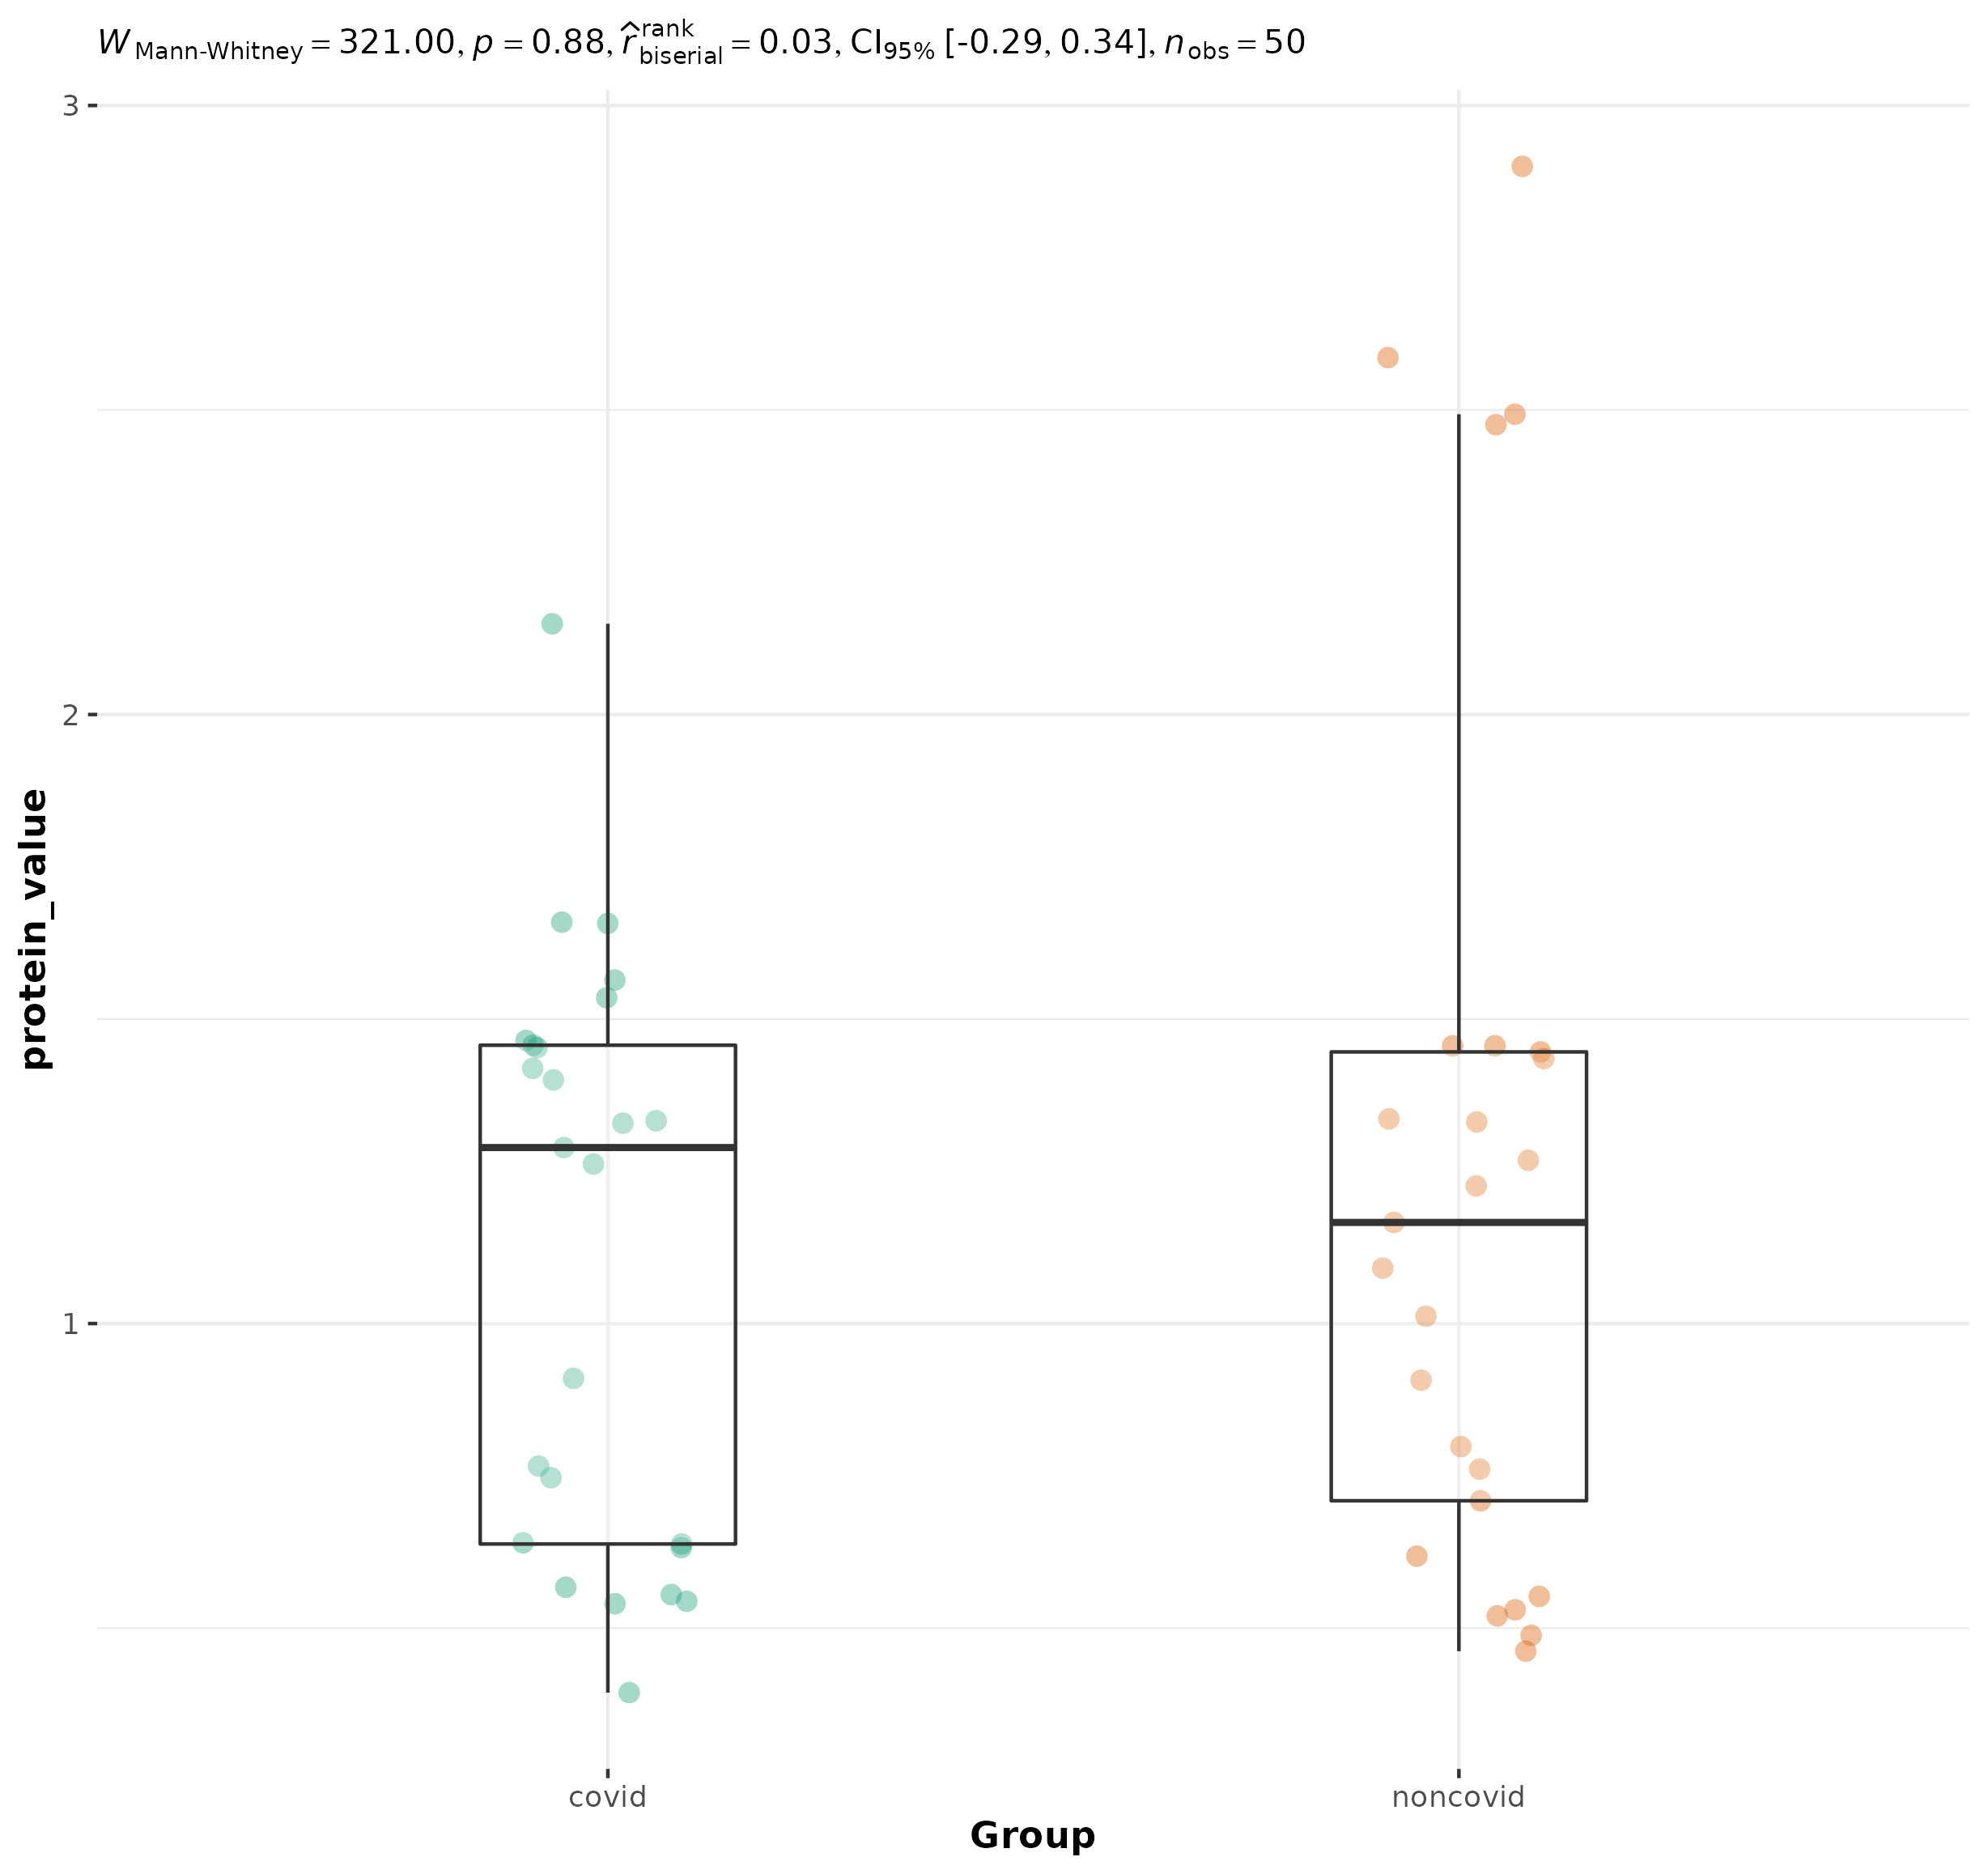 W Mann-Whitney = 321.00, p = 0.88, r̂ rank biserial = 0.03, CI95% [-0.29, 0.34], nobs = 50
3
2
1
protein_value
covid noncovid
Group